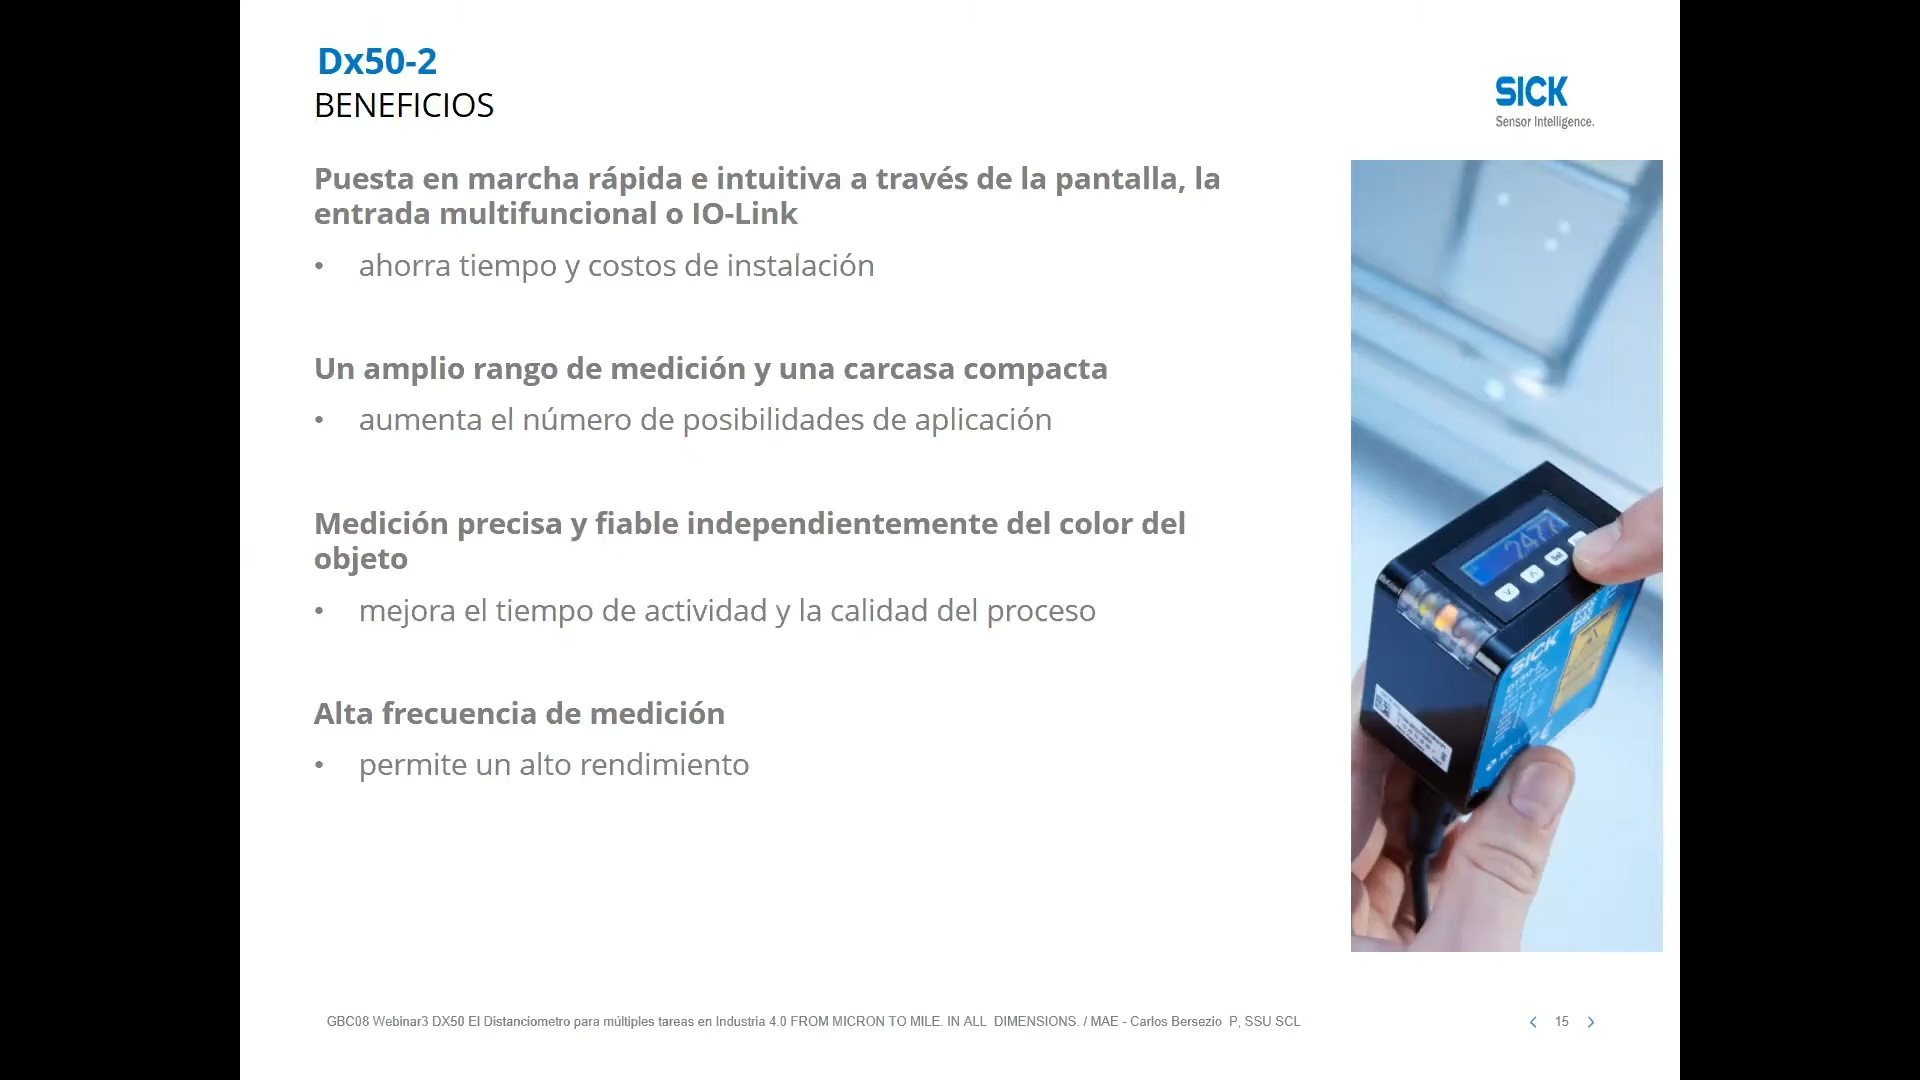 Dx50-2
BENEFICIOS
SICK
Sensor Intelligence.
Puesta en marcha rápida e intuitiva a través de la pantalla, la
entrada multifuncional o IO-Link
• ahorra tiempo y costos de instalación
Un amplio rango de medición y una carcasa compacta
• aumenta el número de posibilidades de aplicación
Medición precisa y fiable independientemente del color del
objeto
• mejora el tiempo de actividad y la calidad del proceso
Alta frecuencia de medición
• permite un alto rendimiento
SICK
GBC08 Webinar3 DX50 El Distanciometro para múltiples tareas en Industria 4.0 FROM MICRON TO MILE. IN ALL DIMENSIONS. / MAE - Carlos Bersezio P, SSU SCL
15